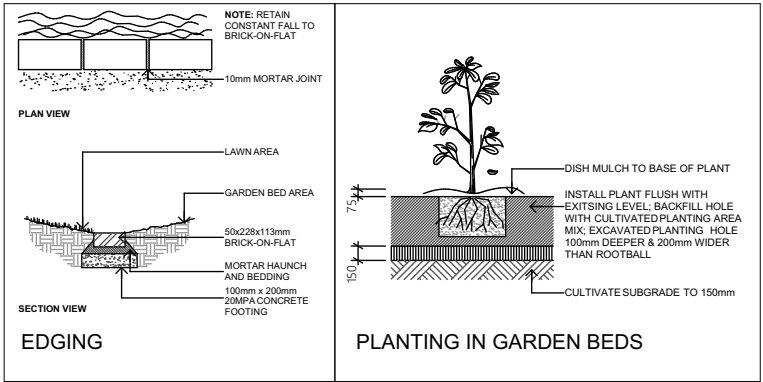 NOTE: RETAIN
CONSTANT FALL TO
BRICK-ON-FLAT
10mm MORTAR JOINT
PLAN VIEW
LAWN AREA
GARDEN BED AREA
50x228x113mm
BRICK-ON-FLAT
MORTAR HAUNCH
AND BEDDING
100mm x 200mm
20MPA CONCRETE
FOOTING
SECTION VIEW
EDGING
75
150
DISH MULCH TO BASE OF PLANT
INSTALL PLANT FLUSH WITH
EXITSING LEVEL; BACKFILL HOLE
WITH CULTIVATED PLANTING AREA
MIX; EXCAVATED PLANTING HOLE
100mm DEEPER & 200mm WIDER
THAN ROOTBALL
CULTIVATE SUBGRADE TO 150mm
PLANTING IN GARDEN BEDS